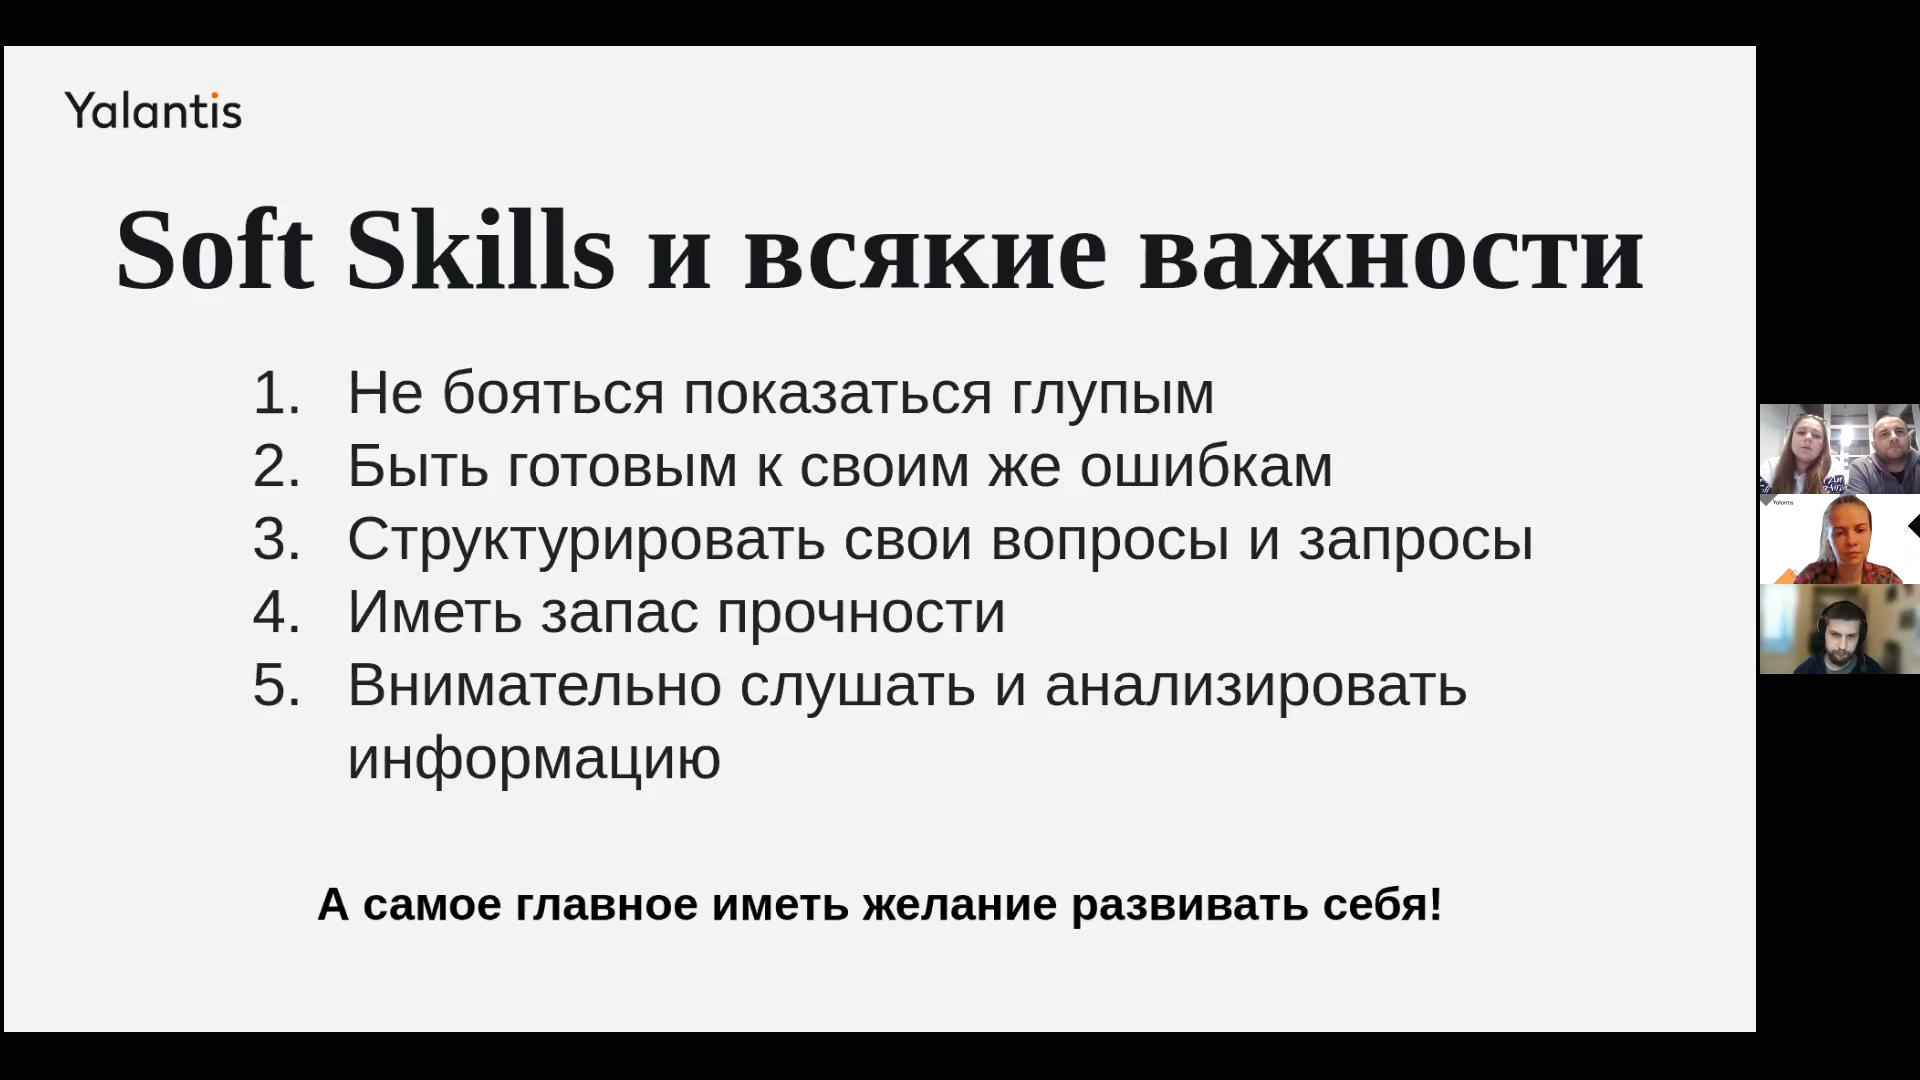 Yalantis
Soft Skills и всякие важности
1. Не бояться показаться глупым
2. Быть готовым к своим же ошибкам
3. Структурировать свои вопросы и запросы
4. Иметь запас прочности
5. Внимательно слушать и анализировать
информацию
А самое главное иметь желание развивать себя!
Yalantis